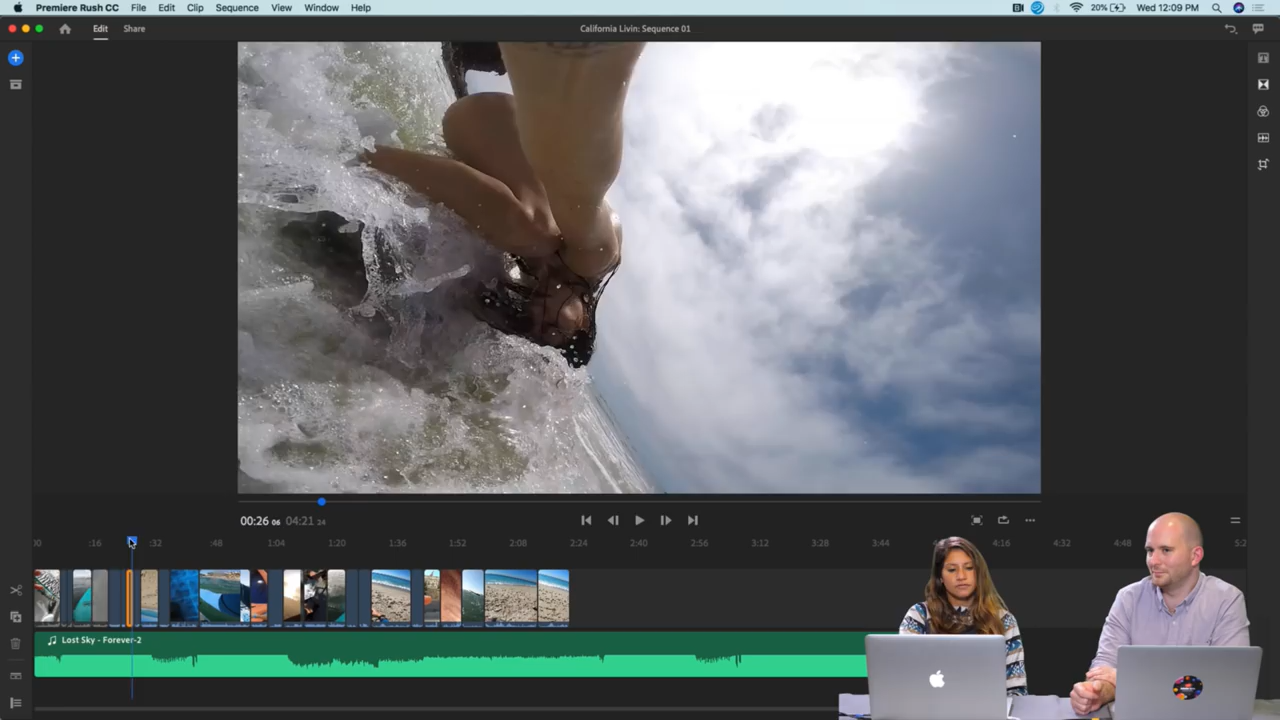 Premiere Rush CC File Edit Clip Sequence View Window Help 20% Wed 12:09 PM
Edit Share California Livin: Sequence 01
00:26 06 04:21 24
:16 :32 :48 1:04 1:20 1:36 1:52 2:08 2:24 2:40 2:56 3:12 3:28 3:44 4:16 4:32 4:48
Lost Sky - Forever-2